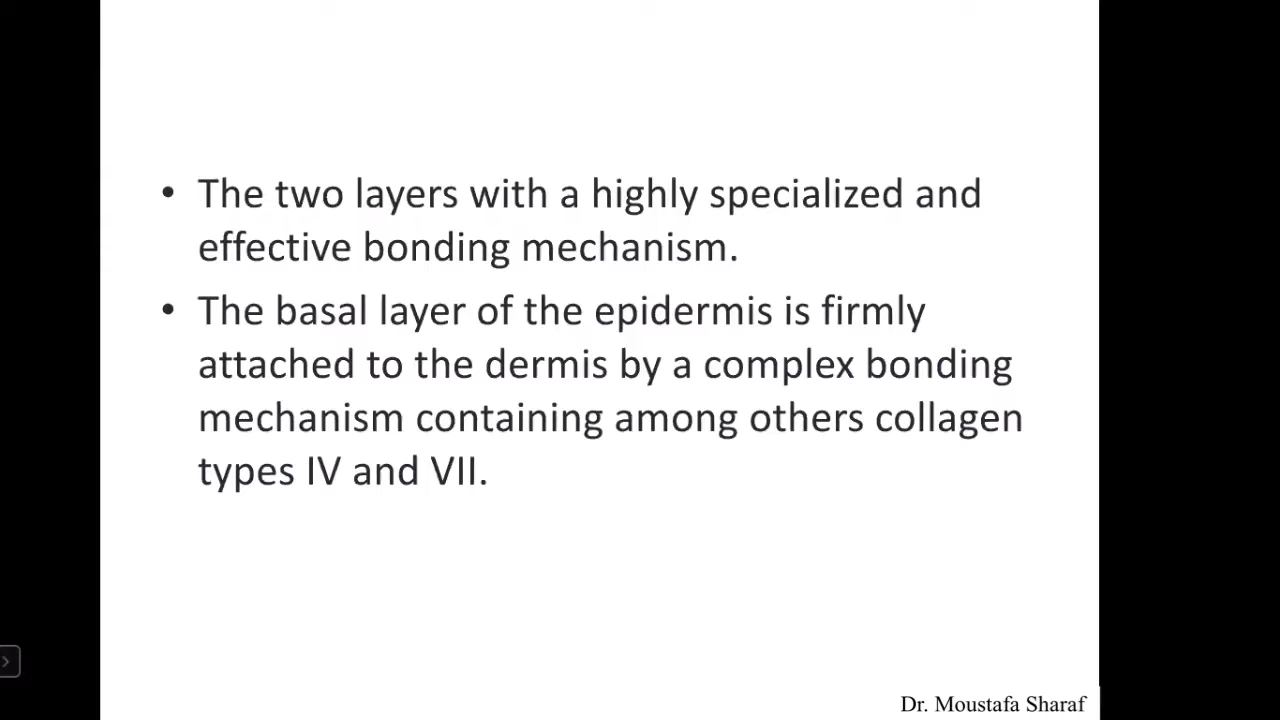 • The two layers with a highly specialized and
effective bonding mechanism.
• The basal layer of the epidermis is firmly
attached to the dermis by a complex bonding
mechanism containing among others collagen
types IV and VII.
Dr. Moustafa Sharaf